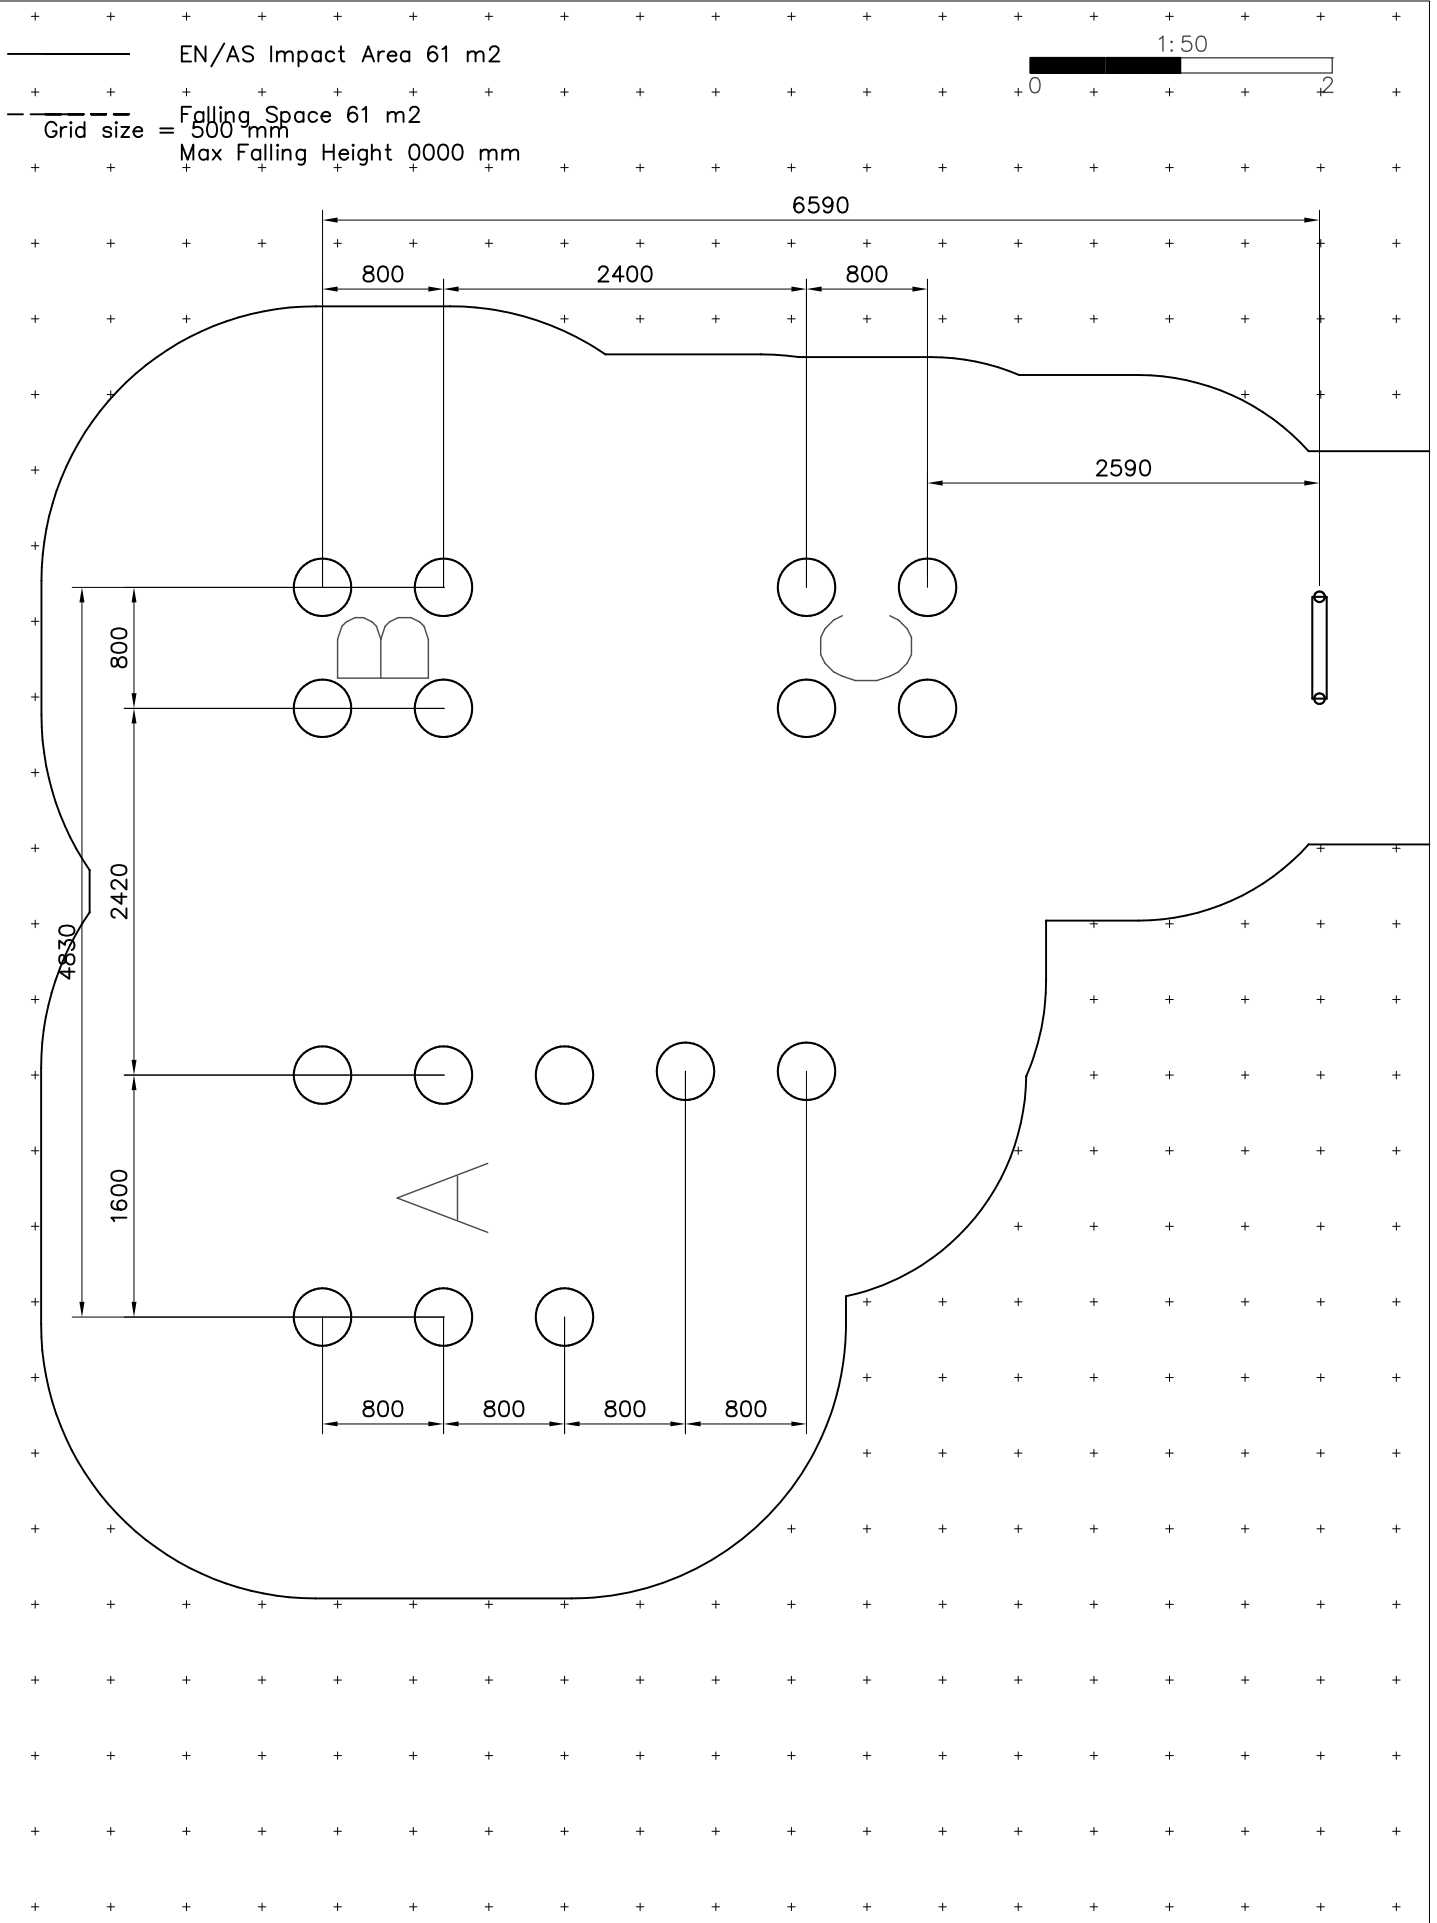 EN/AS Impact Area 61 m2
1:50
0 2
Falling Space 61 m2
Grid size = 500 mm
Max Falling Height 0000 mm
6590
800 2400 800
2590
800
B C
2420
4830
1600
A
800 800 800 800